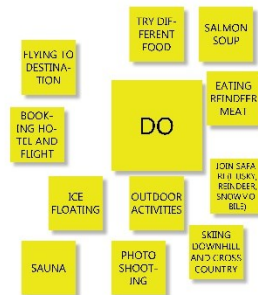 TRY DIF-
FERENT
FOOD
SALMON
SOUP
FLYING TO
DESTINA-
TION
EATING
REINDEER
MEAT
DO
BOOK-
ING HO-
TEL AND
FLIGHT
JOIN SAFA
RI (HUSKY,
REINDEER,
SNOWMO
BILE)
ICE
FLOATING
OUTDOOR
ACTIVITIES
SKIING
DOWNHILL
AND CROSS
COUNTRY
SAUNA
PHOTO
SHOOT-
ING